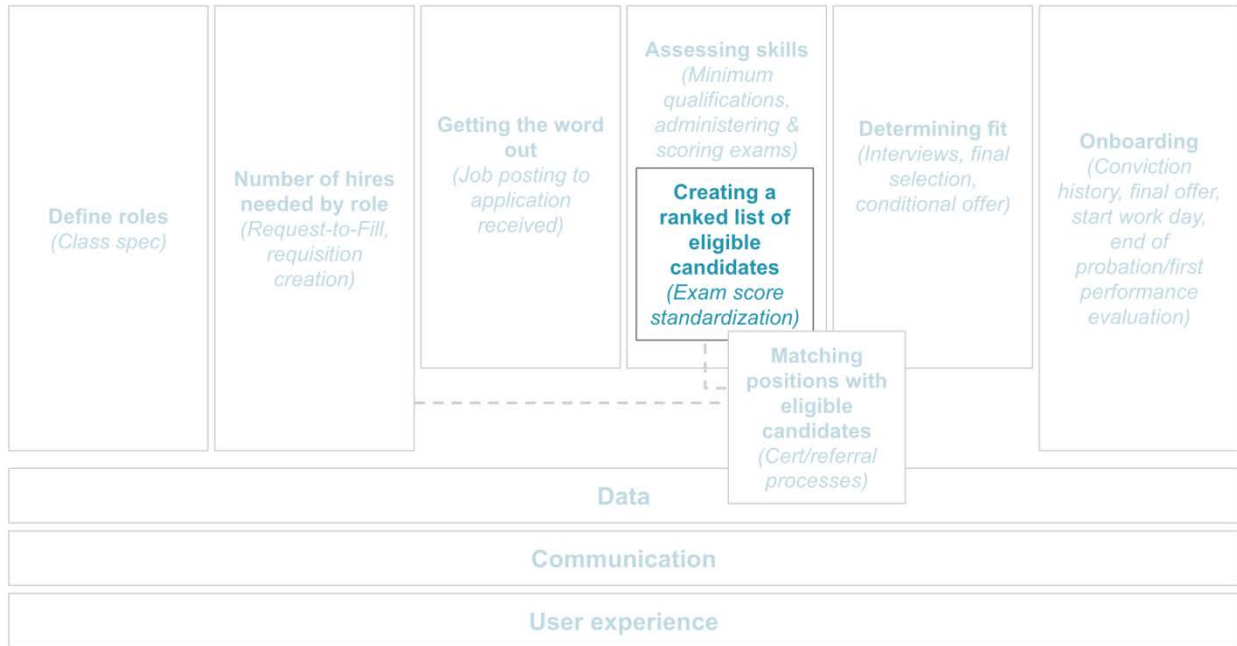 Define roles
(Class spec)
Number of hires
needed by role
(Request-to-Fill,
requisition
creation)
Getting the word
out
(Job posting to
application
received)
Assessing skills
(Minimum
qualifications,
administering &
scoring exams)
Creating a
ranked list of
eligible
candidates
(Exam score
standardization)
Matching
positions with
eligible
candidates
(Cert/referral
processes)
Determining fit
(Interviews, final
selection,
conditional offer)
Onboarding
(Conviction
history, final offer,
start work day,
end of
probation/first
performance
evaluation)
Data
Communication
User experience